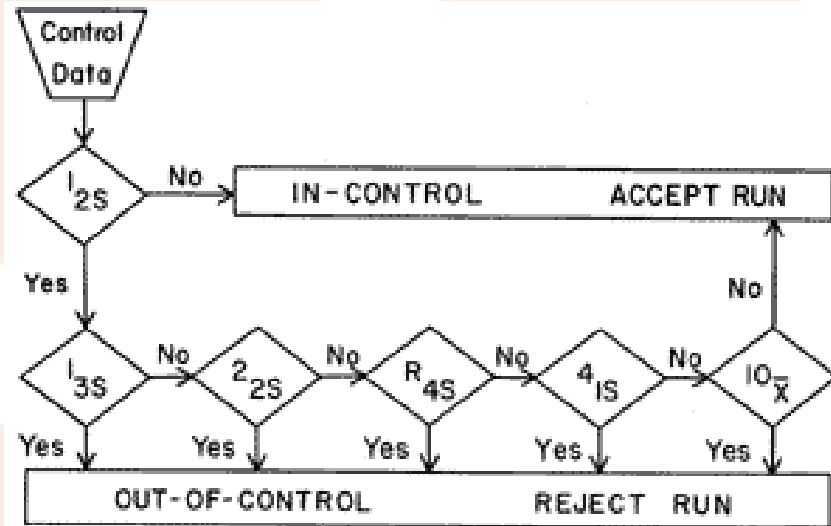 Control
Data
1 2S
No
IN-CONTROL ACCEPT RUN
Yes
No
1 3S
No
2 2S
No
R 4S
No
4 1S
No
10 x̅
Yes
Yes
Yes
Yes
Yes
OUT-OF-CONTROL REJECT RUN